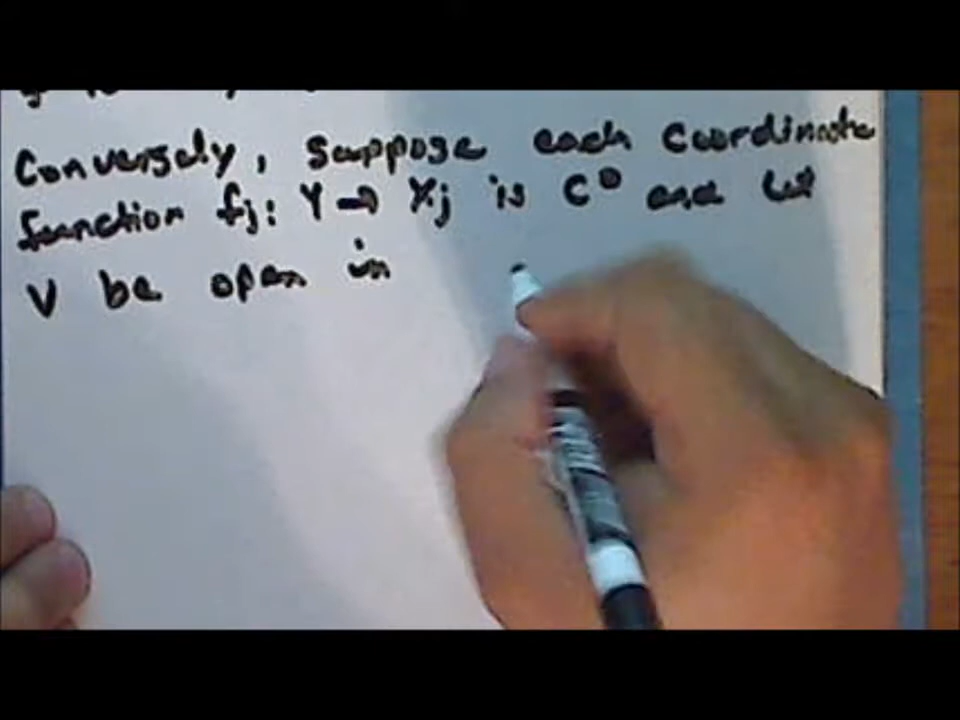 Conversely, suppose each coordinate
function fj: Y → Xj is C⁰ and let
V be open in